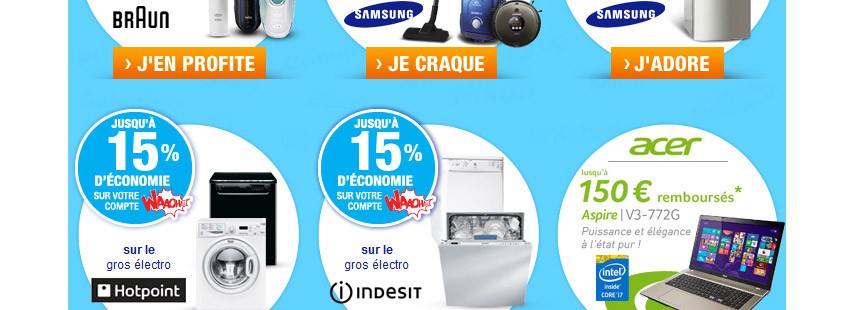 BRAUN
SAMSUNG
SAMSUNG
› J'EN PROFITE
› JE CRAQUE
› J'ADORE
JUSQU'À
15%
D'ÉCONOMIE
SUR VOTRE
COMPTE WAAOH!!
sur le
gros électro
Hotpoint
JUSQU'À
15%
D'ÉCONOMIE
SUR VOTRE
COMPTE WAAOH!!
sur le
gros électro
INDESIT
acer
Jusqu'à
150 € remboursés*
Aspire | V3-772G
Puissance et élégance
à l'état pur !
intel
inside™
CORE™ i7